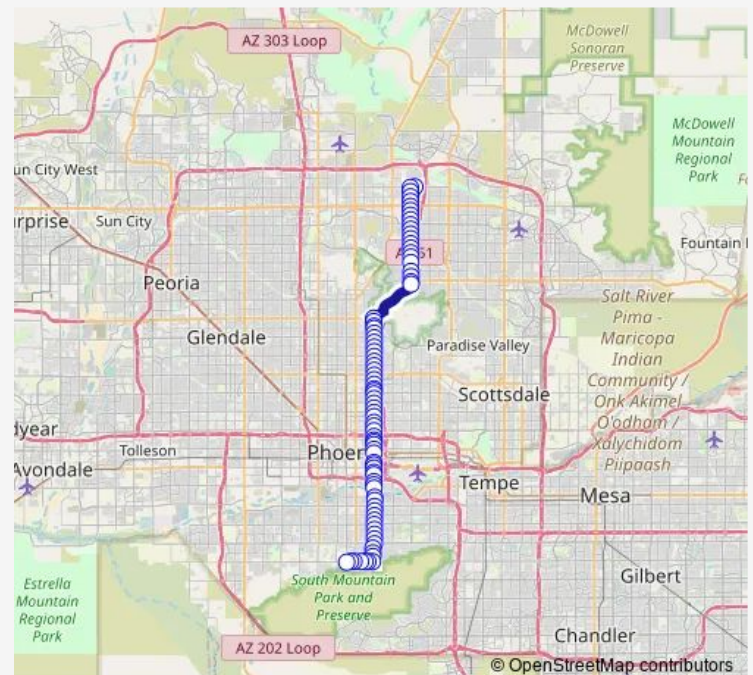 AZ 303 Loop
McDowell
Sonoran
Preserve
McDowell
Mountain
Regional
Park
un City West
rprise
Sun City
Fountain
Peoria
Glendale
Paradise Valley
Salt River
Pima -
Maricopa
Indian
Community /
Onk Akimel
O'odham /
Xalychidom
Piipaash
Scottsdale
dyear
Tolleson
Avondale
Phoen
Tempe
Mesa
Estrella
Mountain
Regional
Park
South Mountain
Park and
Preserve
Gilbert
Chandler
AZ 202 Loop
© OpenStreetMap contributors